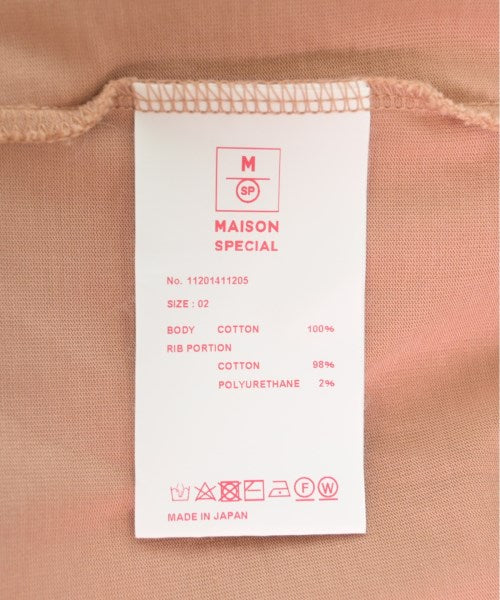 M
SP
MAISON
SPECIAL
No. 11201411205
SIZE : 02
BODY COTTON 100%
RIB PORTION
COTTON 98%
POLYURETHANE 2%
F W
MADE IN JAPAN